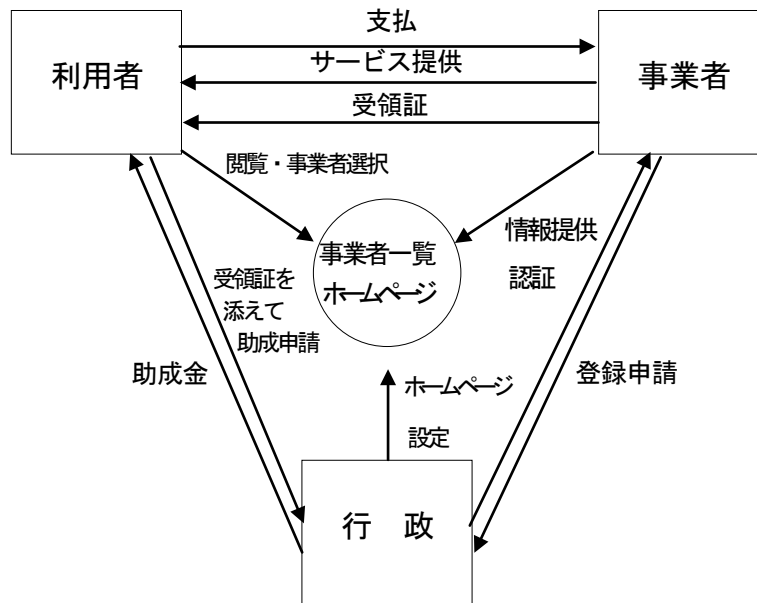 支払
利用者
サービス提供
事業者
受領証
閲覧・事業者選択
事業者一覧
ホームページ
情報提供
認証
受領証を
添えて
助成申請
助成金
登録申請
ホームページ
設定
行　政